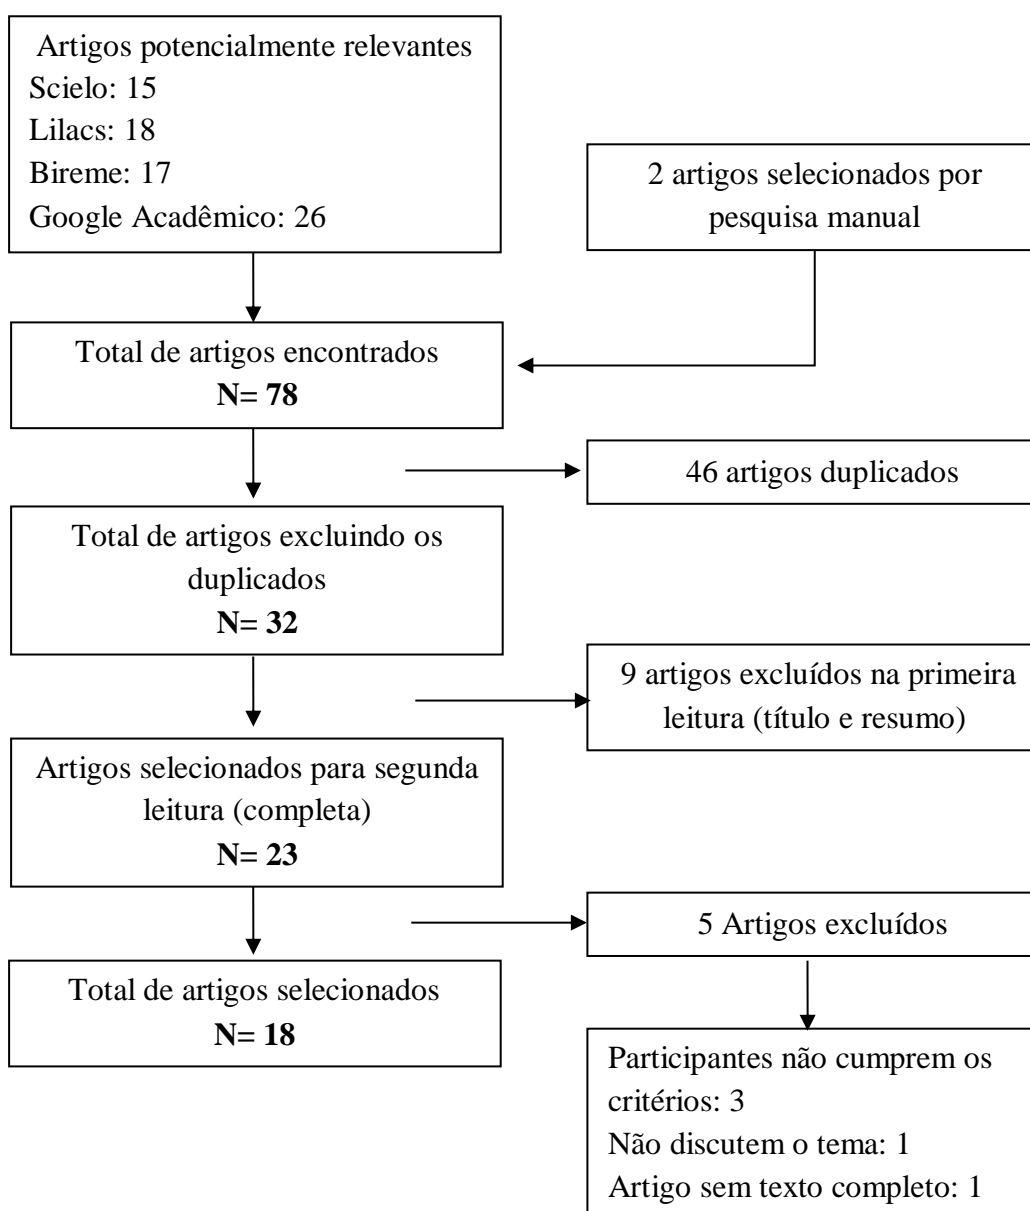 Artigos potencialmente relevantes
Scielo: 15
Lilacs: 18
Bireme: 17
Google Acadêmico: 26
2 artigos selecionados por
pesquisa manual
Total de artigos encontrados
N= 78
46 artigos duplicados
Total de artigos excluindo os
duplicados
N= 32
9 artigos excluídos na primeira
leitura (título e resumo)
Artigos selecionados para segunda
leitura (completa)
N= 23
5 Artigos excluídos
Total de artigos selecionados
N= 18
Participantes não cumprem os
critérios: 3
Não discutem o tema: 1
Artigo sem texto completo: 1